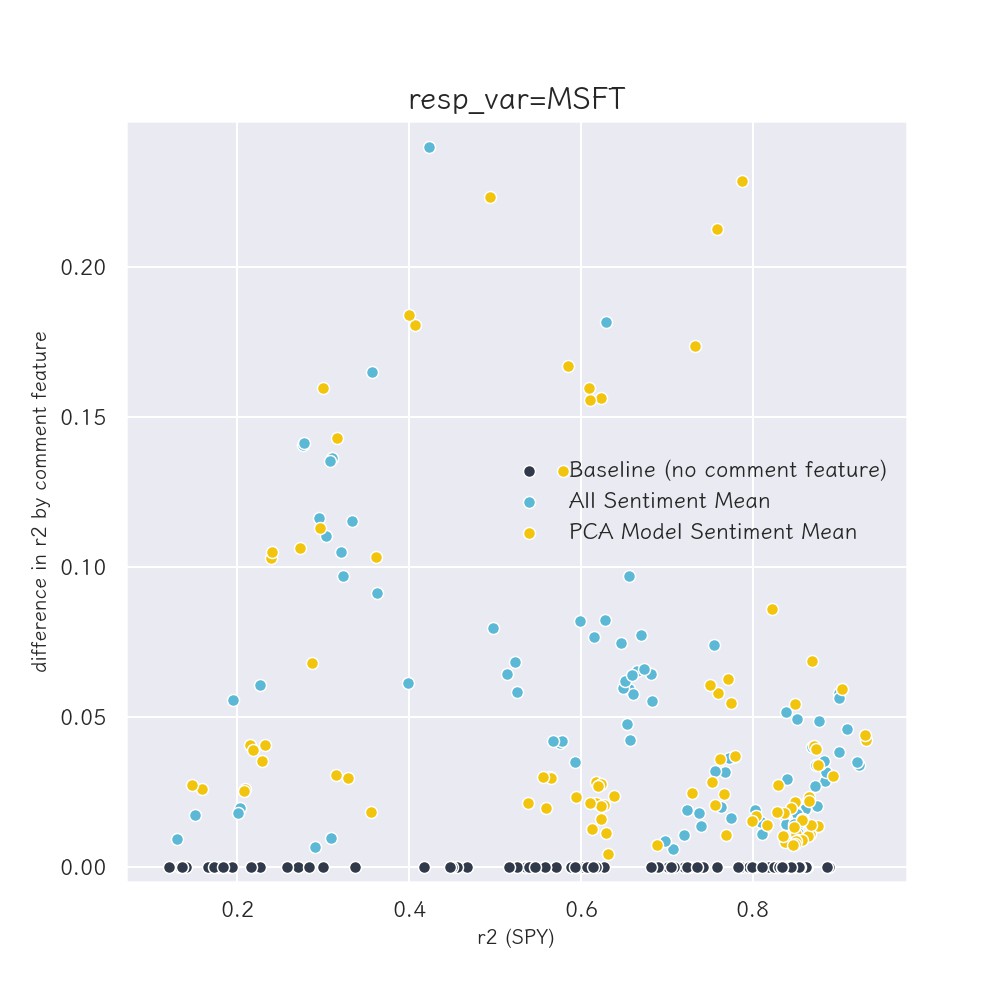 resp_var=MSFT
difference in r2 by comment feature
0.20
0.15
0.10
0.05
0.00
Baseline (no comment feature)
All Sentiment Mean
PCA Model Sentiment Mean
0.2 0.4 0.6 0.8
r2 (SPY)